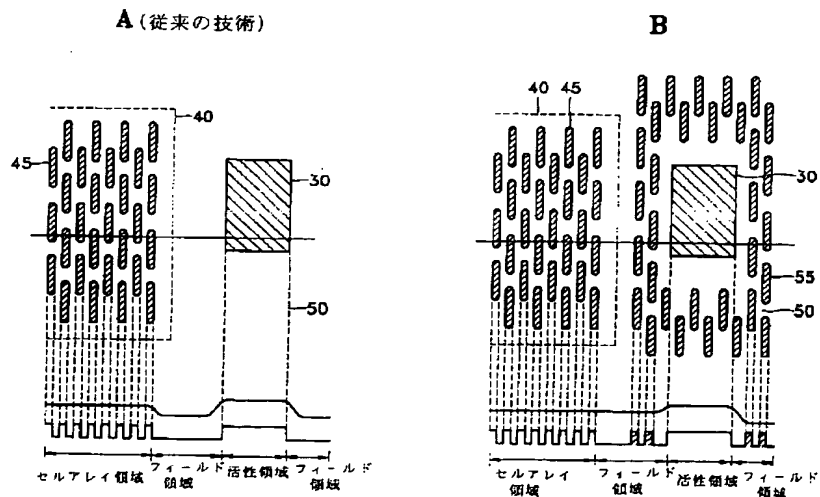 A (従来の技術)
B
40
45
30
50
セルアレイ領域
フィールド
領域
活性領域
フィールド
領域
40 45
30
55
50
セルアレイ
領域
フィールド
領域
活性領域
フィールド
領域